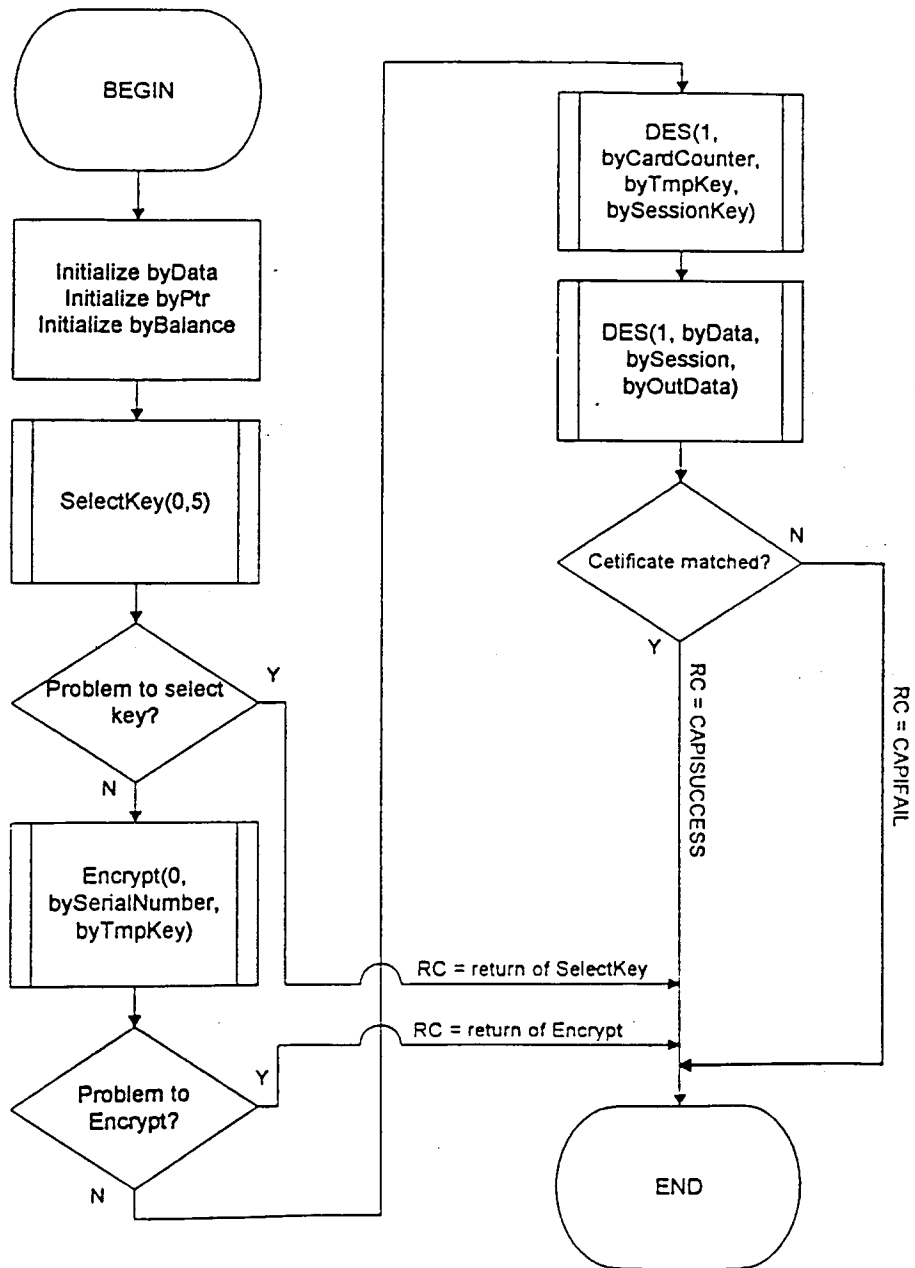 BEGIN
Initialize byData
Initialize byPtr
Initialize byBalance
SelectKey(0,5)
Problem to select
key?
Y
N
Encrypt(0,
bySerialNumber,
byTmpKey)
RC = return of SelectKey
Problem to
Encrypt?
Y
RC = return of Encrypt
N
DES(1,
byCardCounter,
byTmpKey,
bySessionKey)
DES(1, byData,
bySession,
byOutData)
Cetificate matched?
N
Y
RC = CAPISUCCESS
RC = CAPIFAIL
END